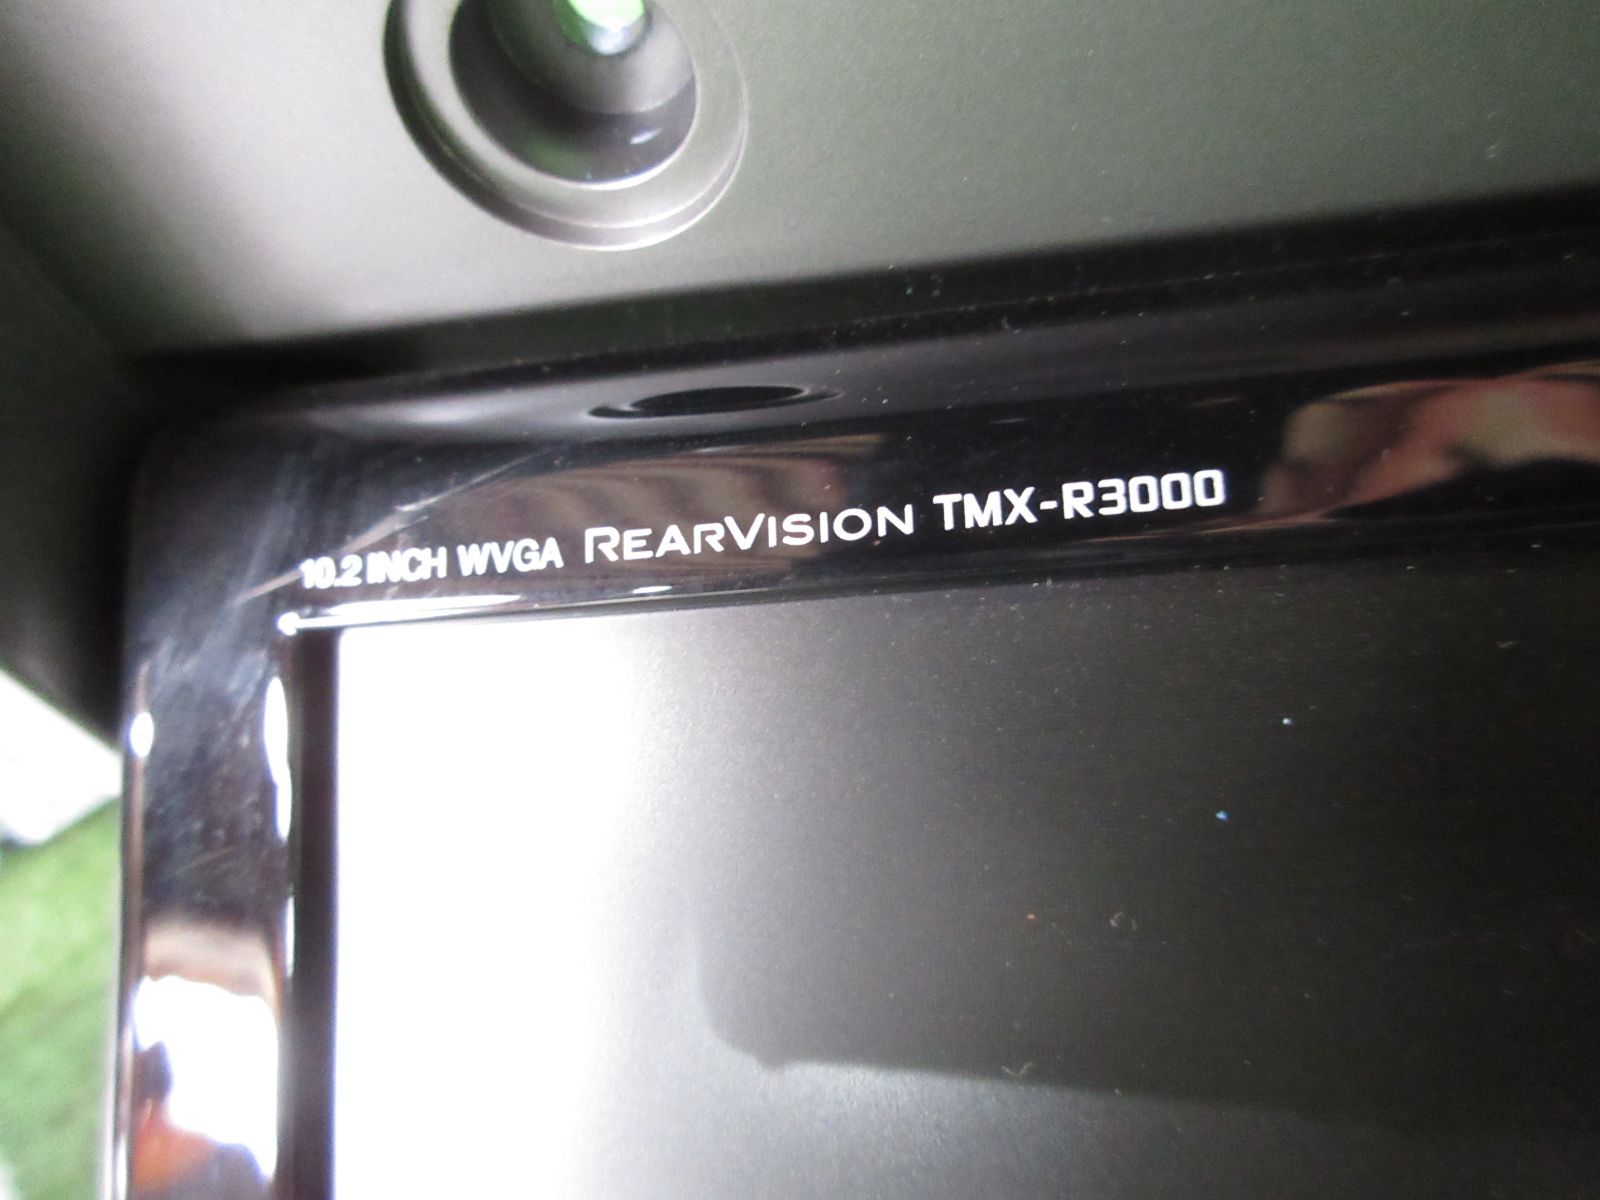 10.2 INCH WVGA REARVISION TMX-R3000